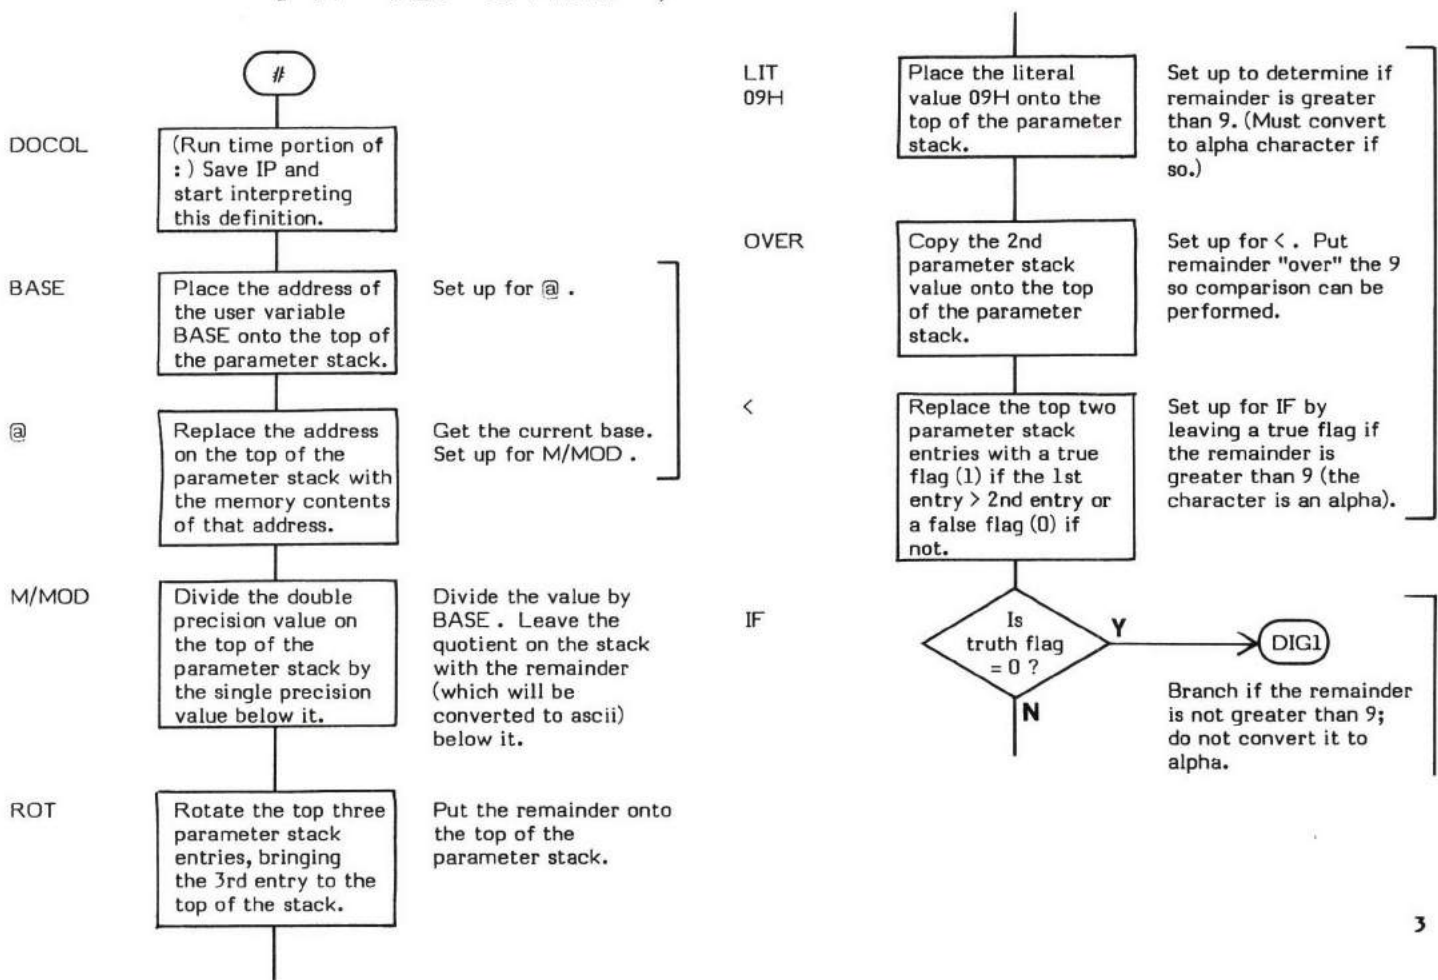 #
DOCOL
(Run time portion of
: ) Save IP and
start interpreting
this definition.
BASE
Place the address of
the user variable
BASE onto the top of
the parameter stack.
Set up for @ .
@
Replace the address
on the top of the
parameter stack with
the memory contents
of that address.
Get the current base.
Set up for M/MOD .
M/MOD
Divide the double
precision value on
the top of the
parameter stack by
the single precision
value below it.
Divide the value by
BASE . Leave the
quotient on the stack
with the remainder
(which will be
converted to ascii)
below it.
ROT
Rotate the top three
parameter stack
entries, bringing
the 3rd entry to the
top of the stack.
Put the remainder onto
the top of the
parameter stack.
LIT
09H
Place the literal
value 09H onto the
top of the parameter
stack.
Set up to determine if
remainder is greater
than 9. (Must convert
to alpha character if
so.)
OVER
Copy the 2nd
parameter stack
value onto the top
of the parameter
stack.
Set up for < . Put
remainder "over" the 9
so comparison can be
performed.
<
Replace the top two
parameter stack
entries with a true
flag (1) if the 1st
entry > 2nd entry or
a false flag (0) if
not.
Set up for IF by
leaving a true flag if
the remainder is
greater than 9 (the
character is an alpha).
IF
Is
truth flag
= 0 ?
Y
DIG1
N
Branch if the remainder
is not greater than 9;
do not convert it to
alpha.
3